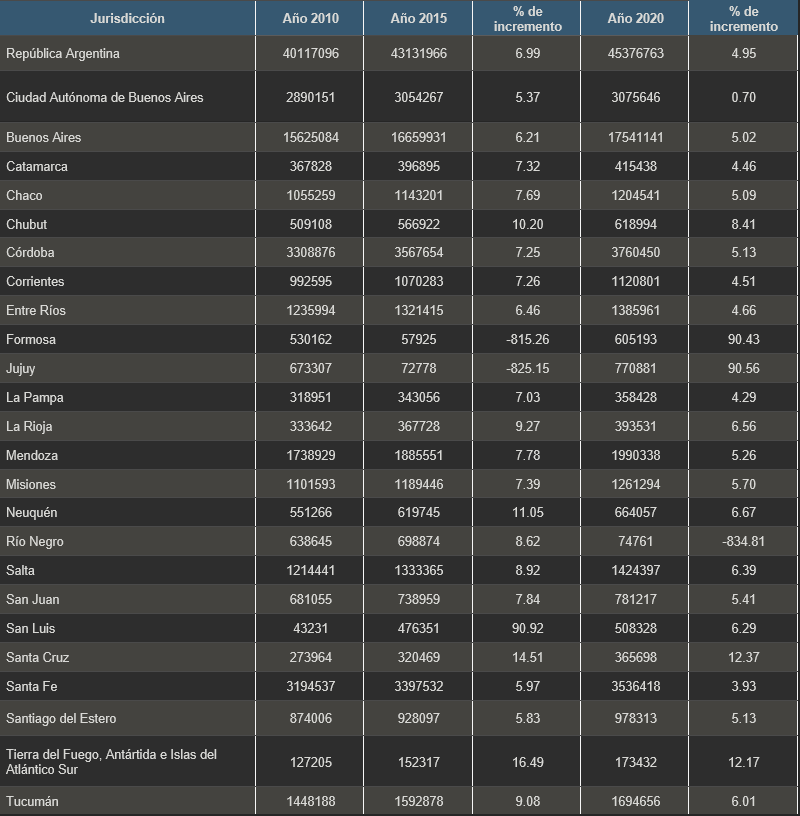 Jurisdicción Año 2010 Año 2015 % de incremento Año 2020 % de incremento
República Argentina 40117096 43131966 6.99 45376763 4.95
Ciudad Autónoma de Buenos Aires 2890151 3054267 5.37 3075646 0.70
Buenos Aires 15625084 16659931 6.21 17541141 5.02
Catamarca 367828 396895 7.32 415438 4.46
Chaco 1055259 1143201 7.69 1204541 5.09
Chubut 509108 566922 10.20 618994 8.41
Córdoba 3308876 3567654 7.25 3760450 5.13
Corrientes 992595 1070283 7.26 1120801 4.51
Entre Ríos 1235994 1321415 6.46 1385961 4.66
Formosa 530162 57925 -815.26 605193 90.43
Jujuy 673307 72778 -825.15 770881 90.56
La Pampa 318951 343056 7.03 358428 4.29
La Rioja 333642 367728 9.27 393531 6.56
Mendoza 1738929 1885551 7.78 1990338 5.26
Misiones 1101593 1189446 7.39 1261294 5.70
Neuquén 551266 619745 11.05 664057 6.67
Río Negro 638645 698874 8.62 74761 -834.81
Salta 1214441 1333365 8.92 1424397 6.39
San Juan 681055 738959 7.84 781217 5.41
San Luis 43231 476351 90.92 508328 6.29
Santa Cruz 273964 320469 14.51 365698 12.37
Santa Fe 3194537 3397532 5.97 3536418 3.93
Santiago del Estero 874006 928097 5.83 978313 5.13
Tierra del Fuego, Antártida e Islas del
Atlántico Sur 127205 152317 16.49 173432 12.17
Tucumán 1448188 1592878 9.08 1694656 6.01